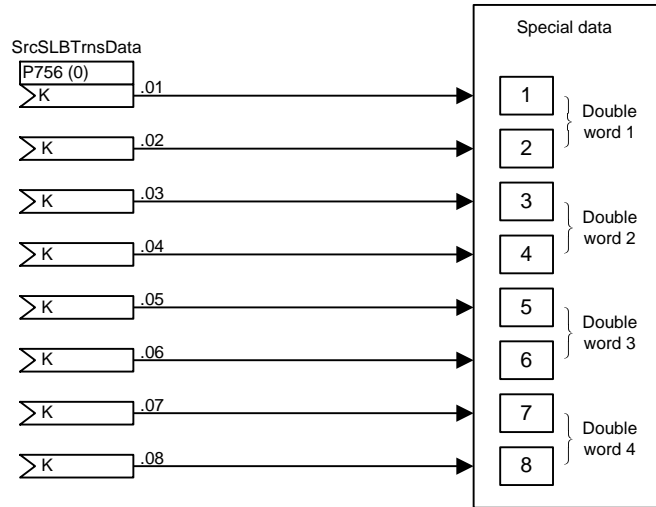 Special data
SrcSLBTrnsData
P756 (0)
K .01 1
Double
word 1
K .02 2
K .03 3
Double
word 2
K .04 4
K .05 5
Double
word 3
K .06 6
K .07 7
Double
word 4
K .08 8